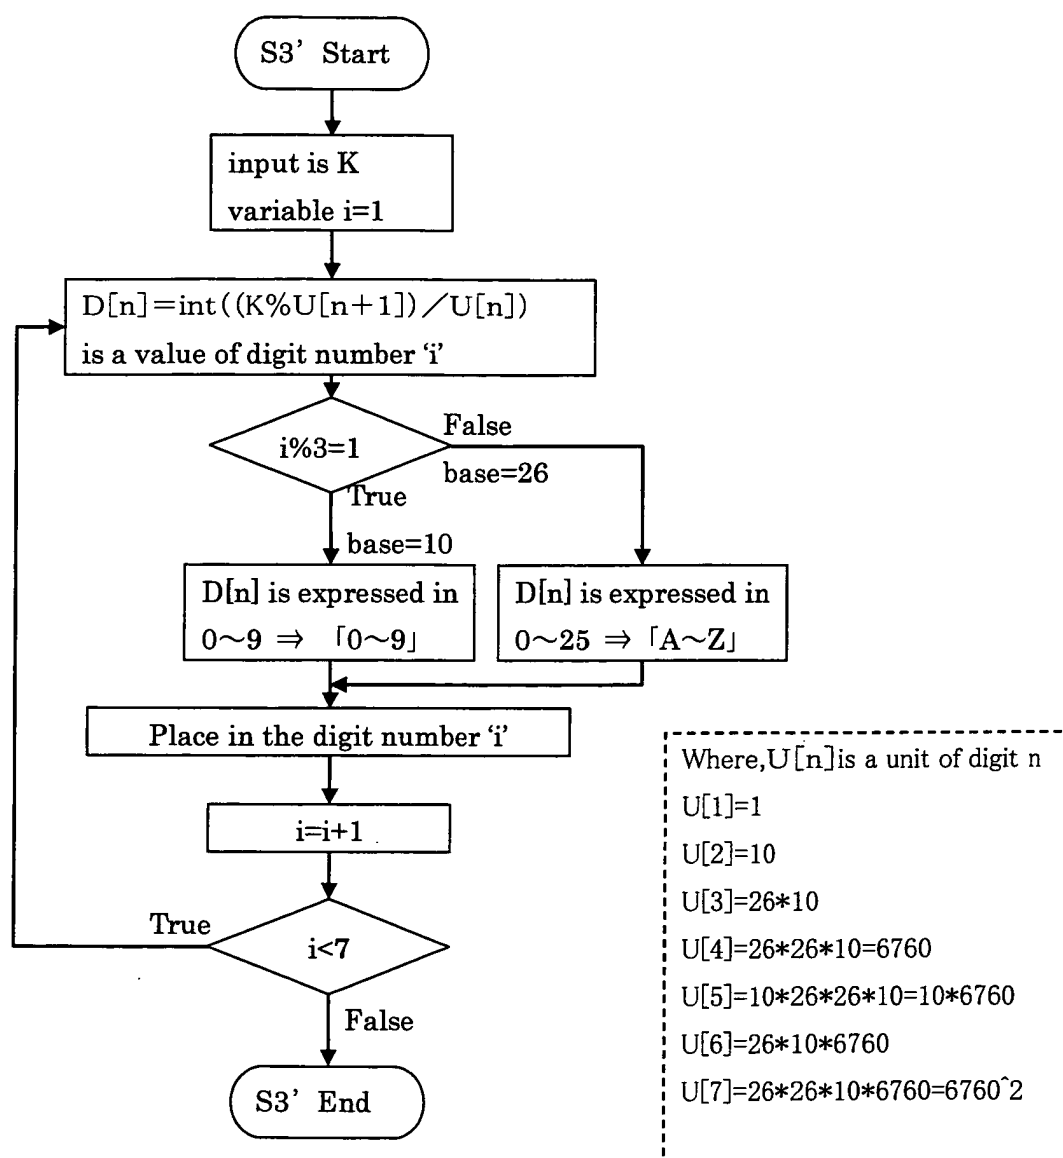 S3’ Start
input is K
variable i=1
D[n]=int((K%U[n+1])／U[n])
is a value of digit number ‘i’
i%3=1
False
base=26
True
base=10
D[n] is expressed in
0～9 ⇒ 「0～9」
D[n] is expressed in
0～25 ⇒ 「A～Z」
Place in the digit number ‘i’
i=i+1
True
i<7
False
S3’ End
Where,U[n]is a unit of digit n
U[1]=1
U[2]=10
U[3]=26*10
U[4]=26*26*10=6760
U[5]=10*26*26*10=10*6760
U[6]=26*10*6760
U[7]=26*26*10*6760=6760^2